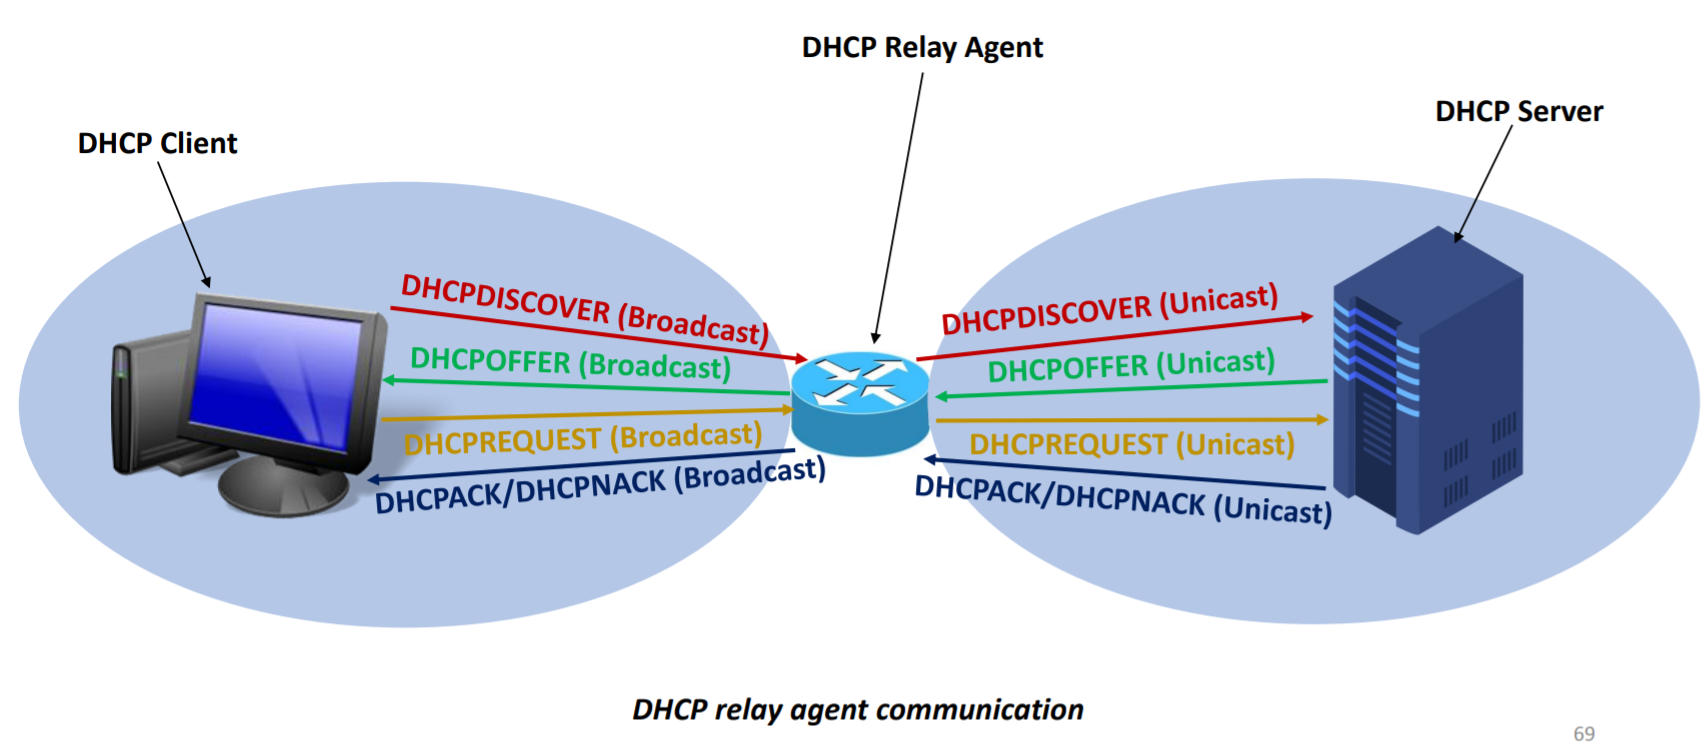 DHCP Relay Agent
DHCP Server
DHCP Client
DHCPDISCOVER (Broadcast)
DHCPDISCOVER (Unicast)
DHCPOFFER (Broadcast)
DHCPOFFER (Unicast)
DHCPREQUEST (Broadcast)
DHCPREQUEST (Unicast)
DHCPACK/DHCPNACK (Broadcast)
DHCPACK/DHCPNACK (Unicast)
DHCP relay agent communication
69